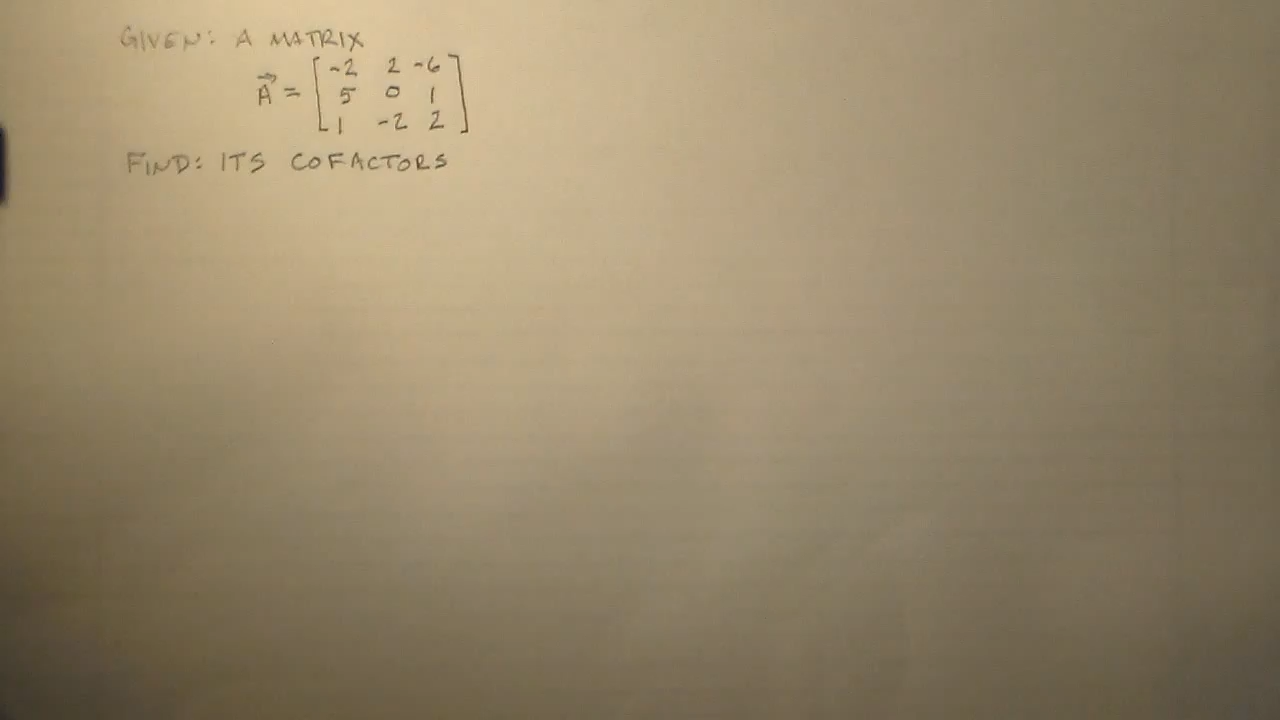 GIVEN: A MATRIX
A = [ -2 2 -6
5 0 1
1 -2 2 ]
FIND: ITS COFACTORS